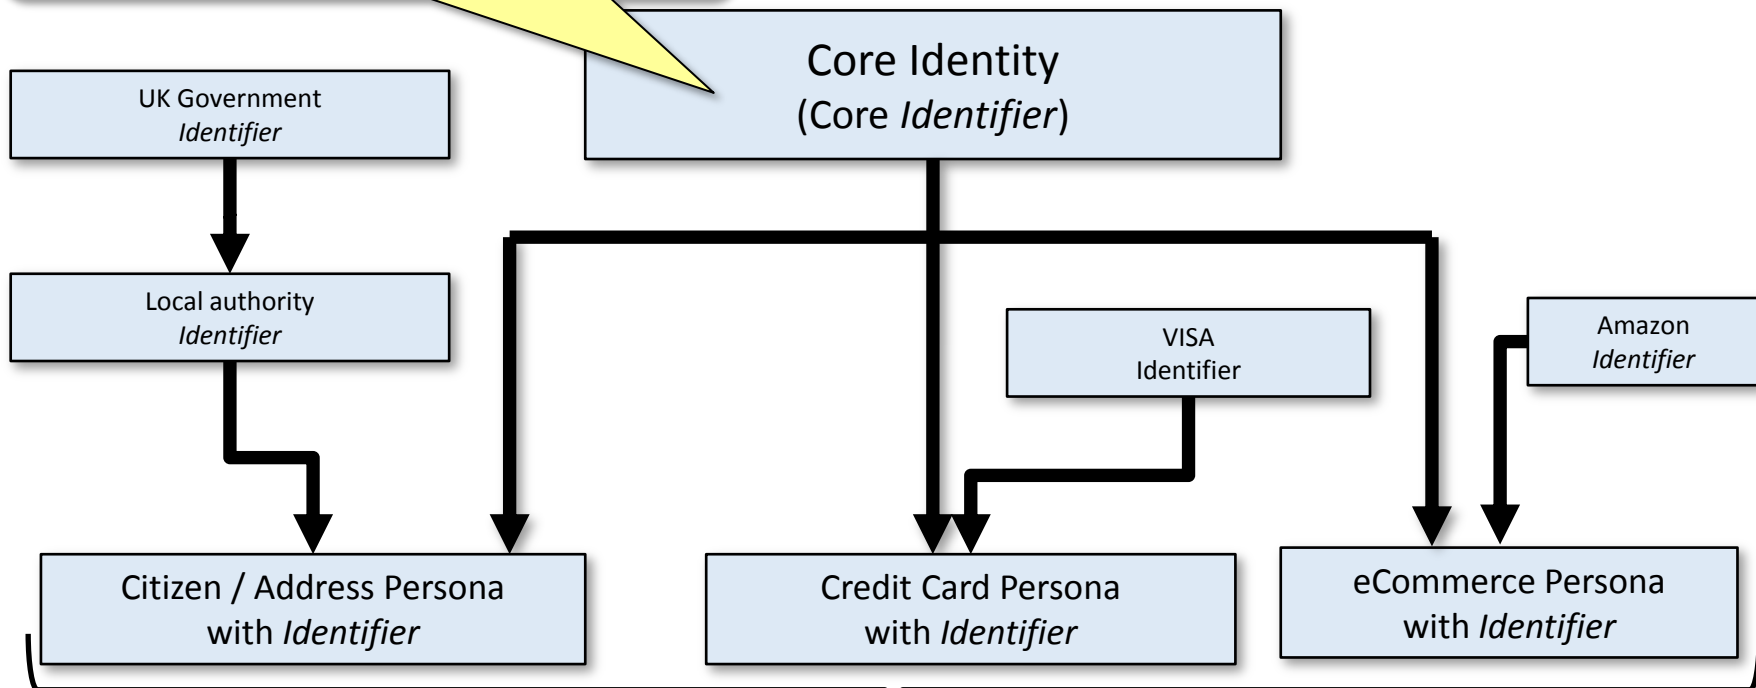 Core Identity
(Core Identifier)
UK Government
Identifier
Local authority
Identifier
VISA
Identifier
Amazon
Identifier
Citizen / Address Persona
with Identifier
Credit Card Persona
with Identifier
eCommerce Persona
with Identifier